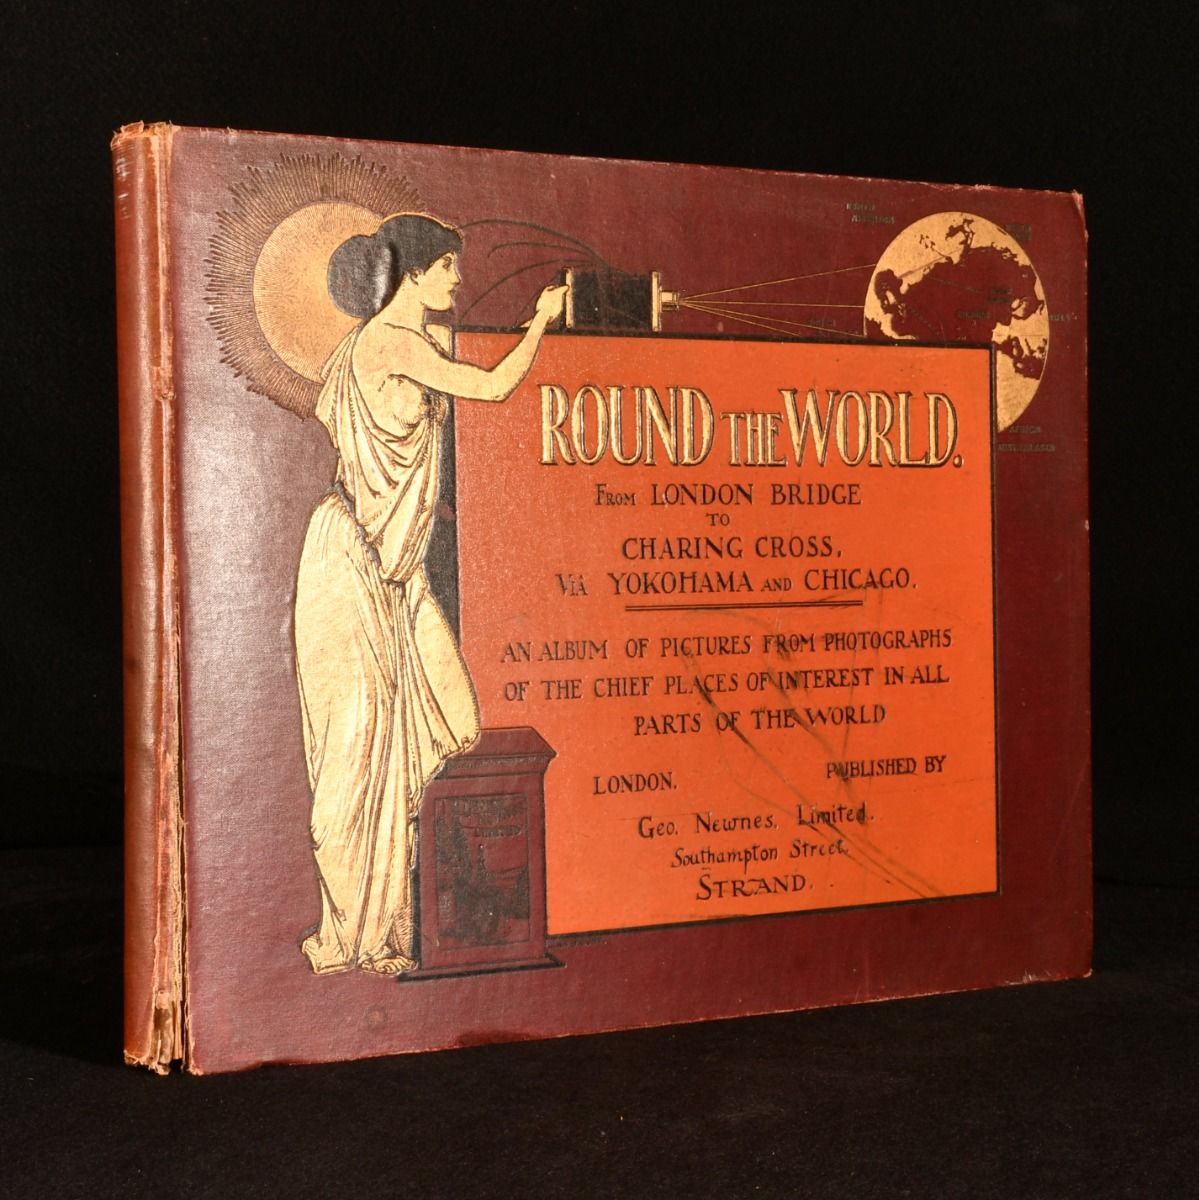 ROUND THE WORLD.
FROM LONDON BRIDGE
TO
CHARING CROSS,
VIA YOKOHAMA AND CHICAGO.
AN ALBUM OF PICTURES FROM PHOTOGRAPHS
OF THE CHIEF PLACES OF INTEREST IN ALL
PARTS OF THE WORLD
LONDON. PUBLISHED BY
Geo. Newnes, Limited.
Southampton Street,
STRAND.
AFRICA
AUSTRALASIA